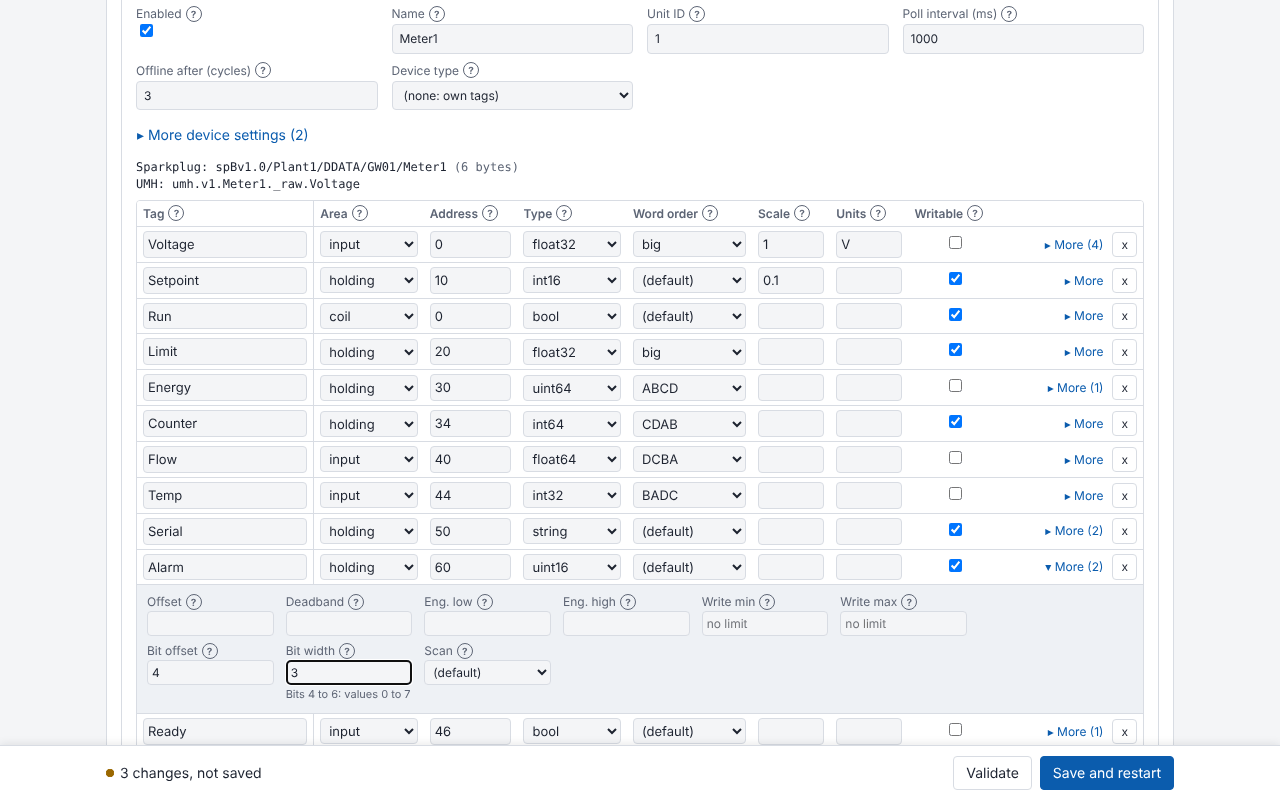 Enabled ? Name ? Unit ID ? Poll interval (ms) ?
Meter1 1 1000
Offline after (cycles) ? Device type ?
3 (none: own tags)
▸ More device settings (2)
Sparkplug: spBv1.0/Plant1/DDATA/GW01/Meter1 (6 bytes)
UMH: umh.v1.Meter1._raw.Voltage
Tag ? Area ? Address ? Type ? Word order ? Scale ? Units ? Writable ?
Voltage input 0 float32 big 1 V ▸ More (4) x
Setpoint holding 10 int16 (default) 0.1 ▸ More x
Run coil 0 bool (default) ▸ More x
Limit holding 20 float32 big ▸ More x
Energy holding 30 uint64 ABCD ▸ More (1) x
Counter holding 34 int64 CDAB ▸ More x
Flow input 40 float64 DCBA ▸ More x
Temp input 44 int32 BADC ▸ More x
Serial holding 50 string (default) ▸ More (2) x
Alarm holding 60 uint16 (default) ▾ More (2) x
Offset ? Deadband ? Eng. low ? Eng. high ? Write min ? Write max ?
no limit no limit
Bit offset ? Bit width ? Scan ?
4 3 (default)
Bits 4 to 6: values 0 to 7
Ready input 46 bool (default) ▸ More (1) x
3 changes, not saved Validate Save and restart